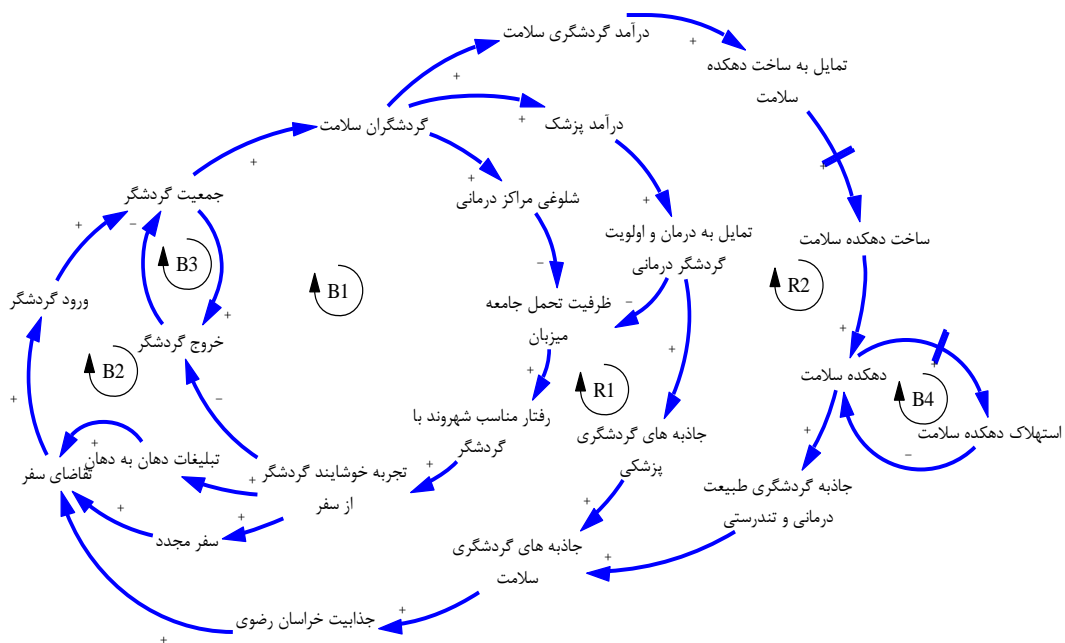 درآمد گردشگری سلامت
+
تمایل به ساخت دهکده
سلامت
+
گردشگران سلامت
+
درآمد پزشک
+
+
+
شلوغی مراکز درمانی
+
جمعیت گردشگر
+
تمایل به درمان و اولویت
گردشگر درمانی
ساخت دهکده سلامت
+
–
B3
B1
–
R2
ورود گردشگر
ظرفیت تحمل جامعه
میزبان
–
+
خروج گردشگر
+
+
B2
+
R1
دهکده سلامت
+
B4
+
–
رفتار مناسب شهروند با
گردشگر
جاذبه های گردشگری
پزشکی
+
استهلاک دهکده سلامت
–
+
تبلیغات دهان به دهان
تقاضای سفر
+
تجربه خوشایند گردشگر
از سفر
+
+
جاذبه گردشگری طبیعت
درمانی و تندرستی
+
+
+
سفر مجدد
جاذبه های گردشگری
سلامت
+
جذابیت خراسان رضوی
+
+